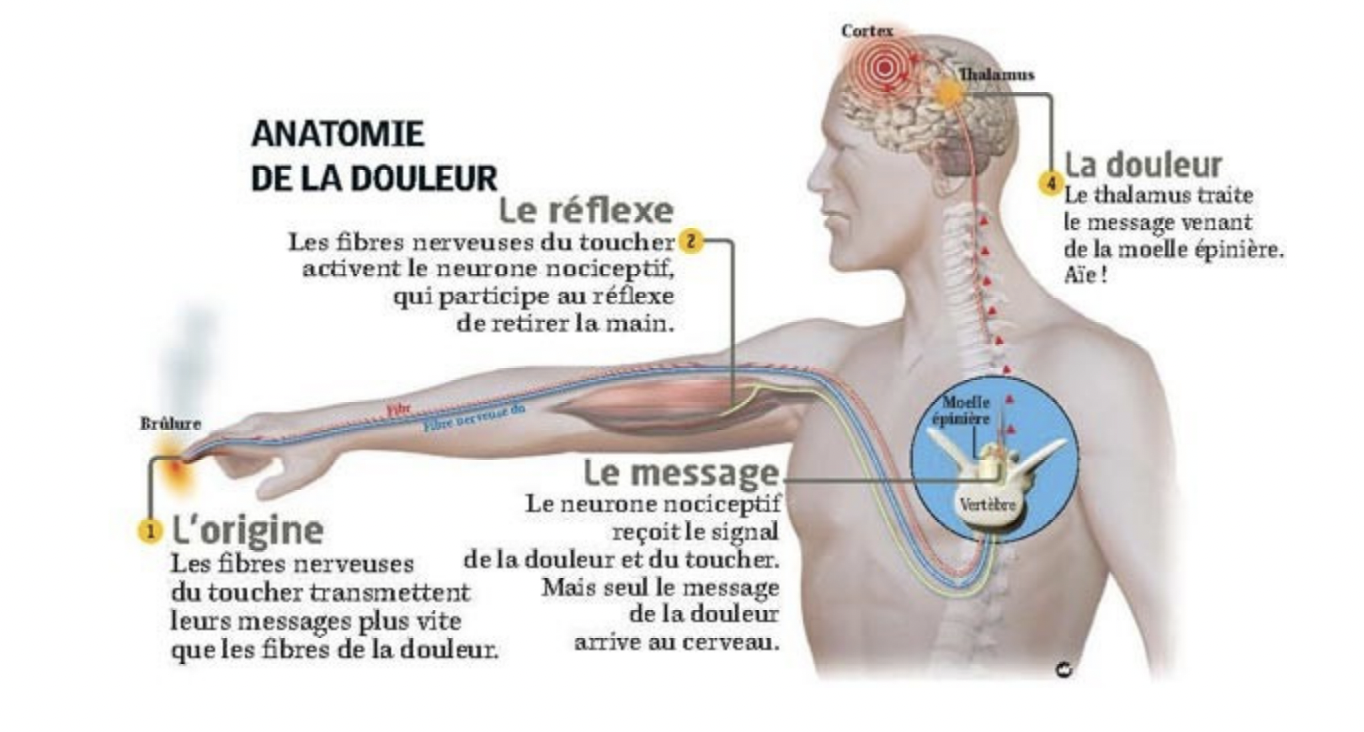 ANATOMIE
DE LA DOULEUR
Cortex
Thalamus
4
La douleur
Le thalamus traite
le message venant
de la moelle épinière.
Aïe !
Le réflexe
Les fibres nerveuses du toucher 2
activent le neurone nociceptif,
qui participe au réflexe
de retirer la main.
Brûlure
Fibr
Fibre nerveuse du
Moelle
épinière
Vertèbre
1 L'origine
Les fibres nerveuses
du toucher transmettent
leurs messages plus vite
que les fibres de la douleur.
Le message
Le neurone nociceptif
reçoit le signal
de la douleur et du toucher.
Mais seul le message
de la douleur
arrive au cerveau.